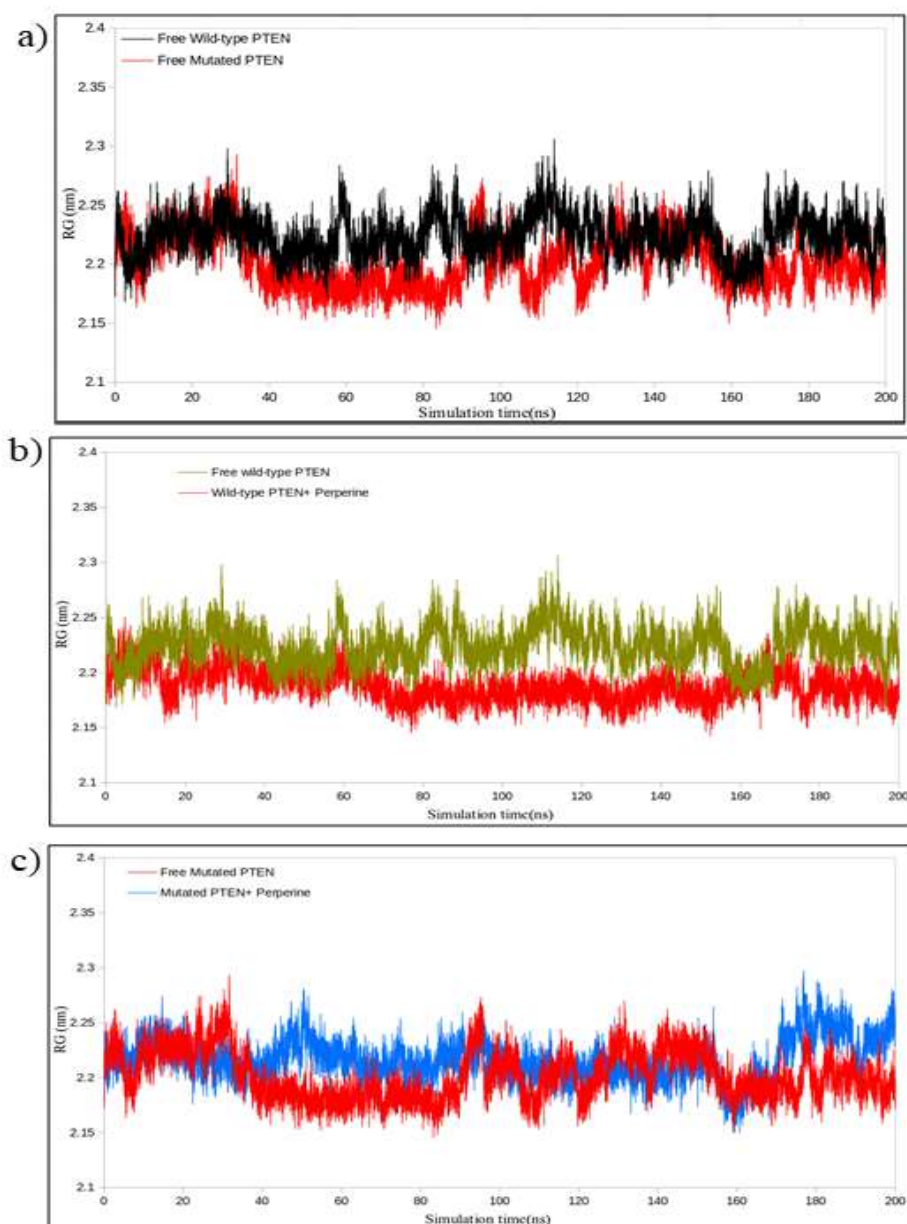 a)
Free Wild-type PTEN
Free Mutated PTEN
2.4
2.35
2.3
2.25
2.2
2.15
2.1
RG (nm)
0 20 40 60 80 100 120 140 160 180 200
Simulation time(ns)
b)
Free wild-type PTEN
Wild-type PTEN+ Perperine
2.4
2.35
2.3
2.25
2.2
2.15
2.1
RG (nm)
0 20 40 60 80 100 120 140 160 180 200
Simulation time(ns)
c)
Free Mutated PTEN
Mutated PTEN+ Perperine
2.4
2.35
2.3
2.25
2.2
2.15
2.1
RG (nm)
0 20 40 60 80 100 120 140 160 180 200
Simulation time(ns)